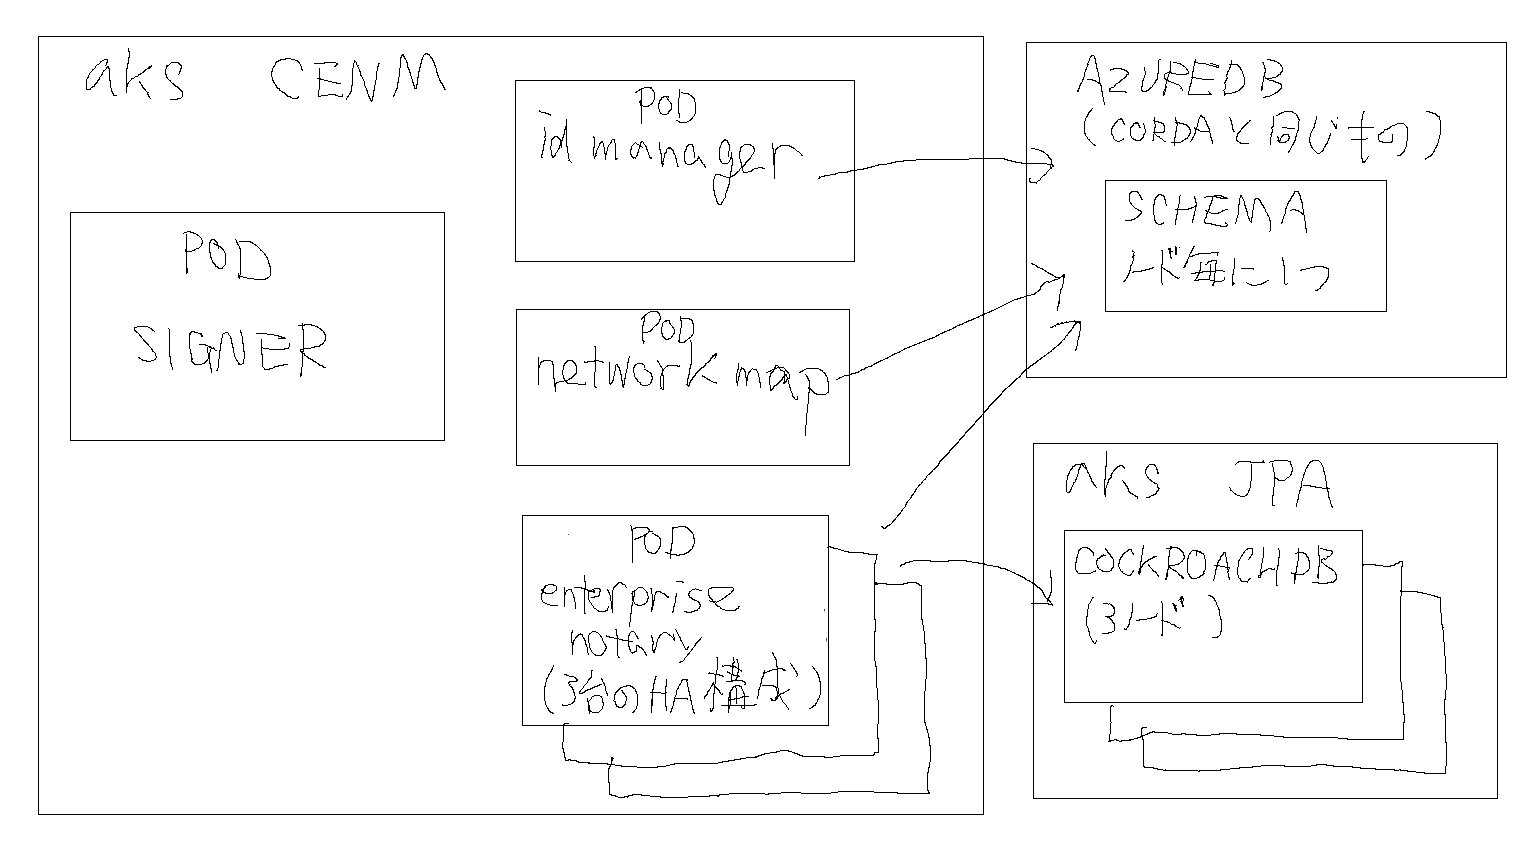 aks CENM
POD
SIGNER
POD
id manager
POD
network map
POD
enterprise
notary
(3台のHA構成)
AZUREDB
(CORDAと同じもの)
SCHEMA
ノード毎に1つ
aks JPA
COCKROACHDB
(3ノード)